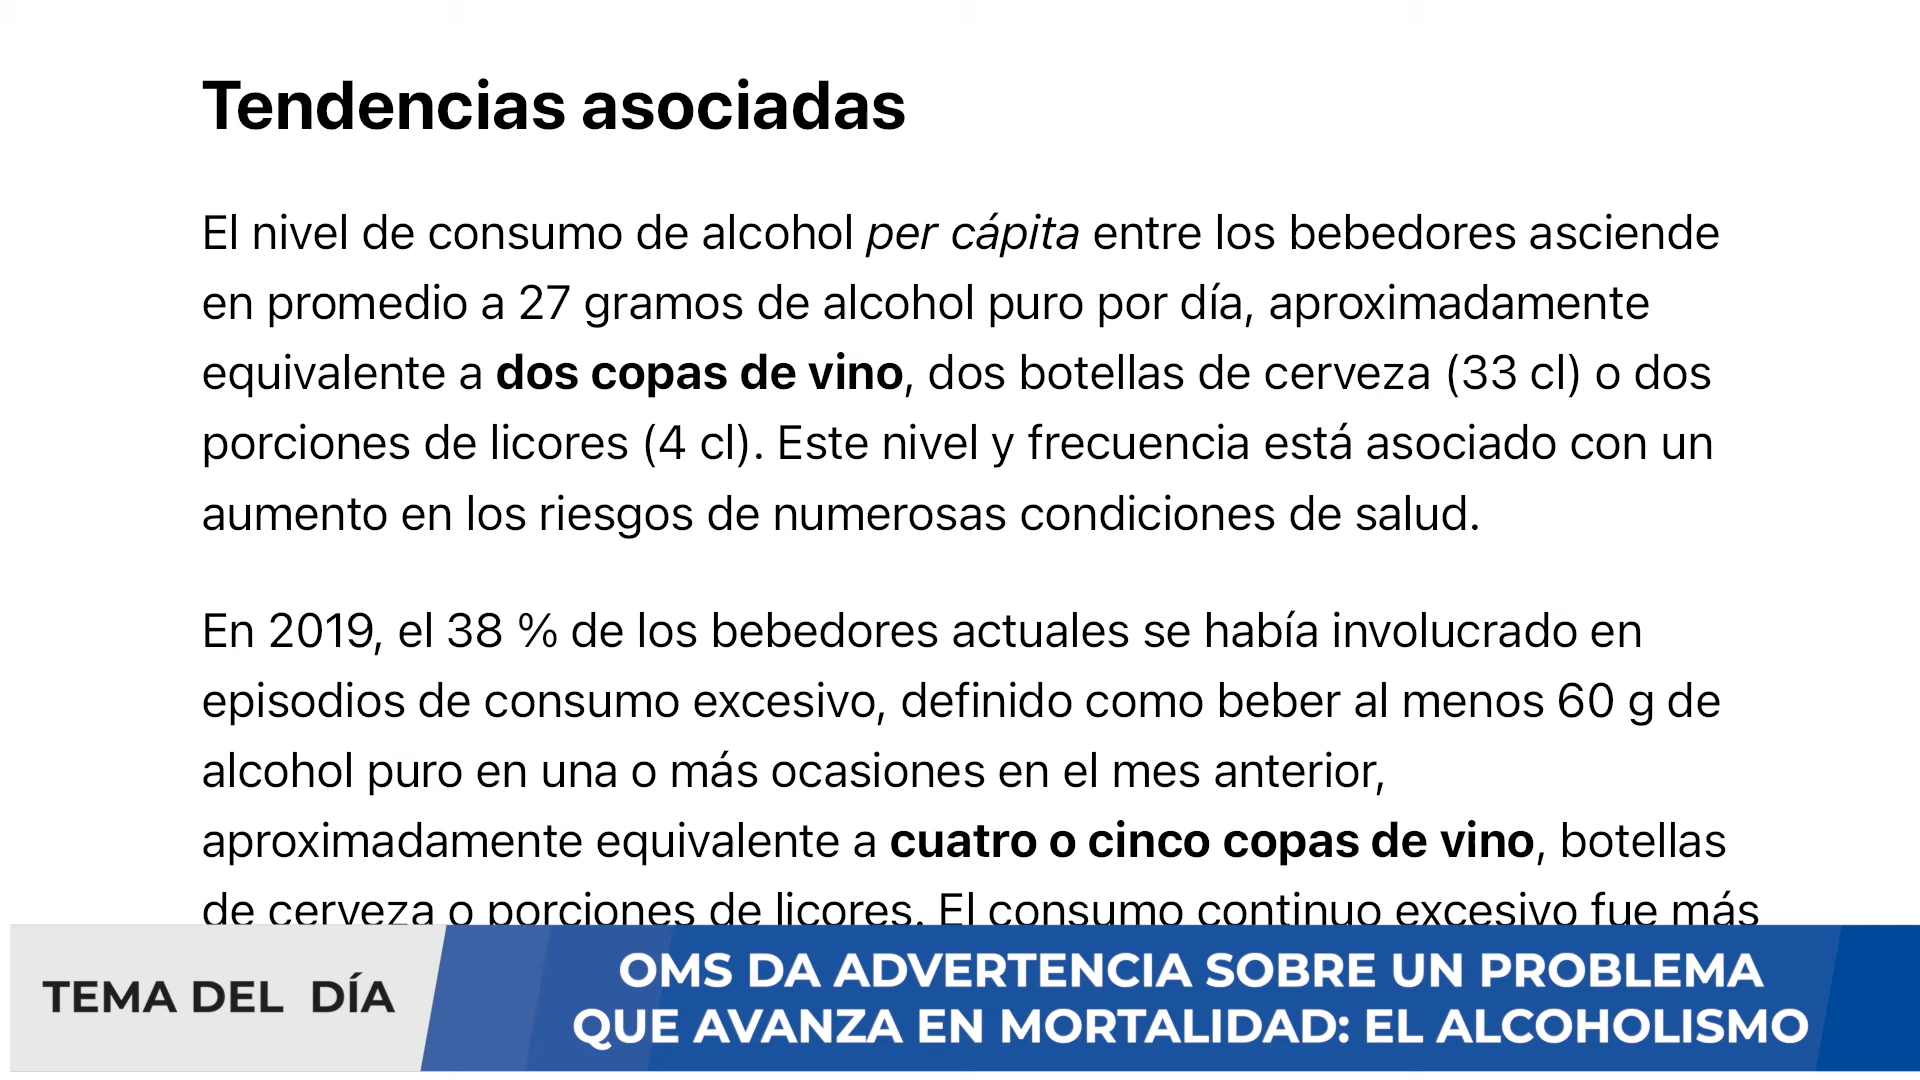 Tendencias asociadas
El nivel de consumo de alcohol per cápita entre los bebedores asciende
en promedio a 27 gramos de alcohol puro por día, aproximadamente
equivalente a dos copas de vino, dos botellas de cerveza (33 cl) o dos
porciones de licores (4 cl). Este nivel y frecuencia está asociado con un
aumento en los riesgos de numerosas condiciones de salud.
En 2019, el 38 % de los bebedores actuales se había involucrado en
episodios de consumo excesivo, definido como beber al menos 60 g de
alcohol puro en una o más ocasiones en el mes anterior,
aproximadamente equivalente a cuatro o cinco copas de vino, botellas
de cerveza o porciones de licores. El consumo continuo excesivo fue más
TEMA DEL DÍA
OMS DA ADVERTENCIA SOBRE UN PROBLEMA
QUE AVANZA EN MORTALIDAD: EL ALCOHOLISMO